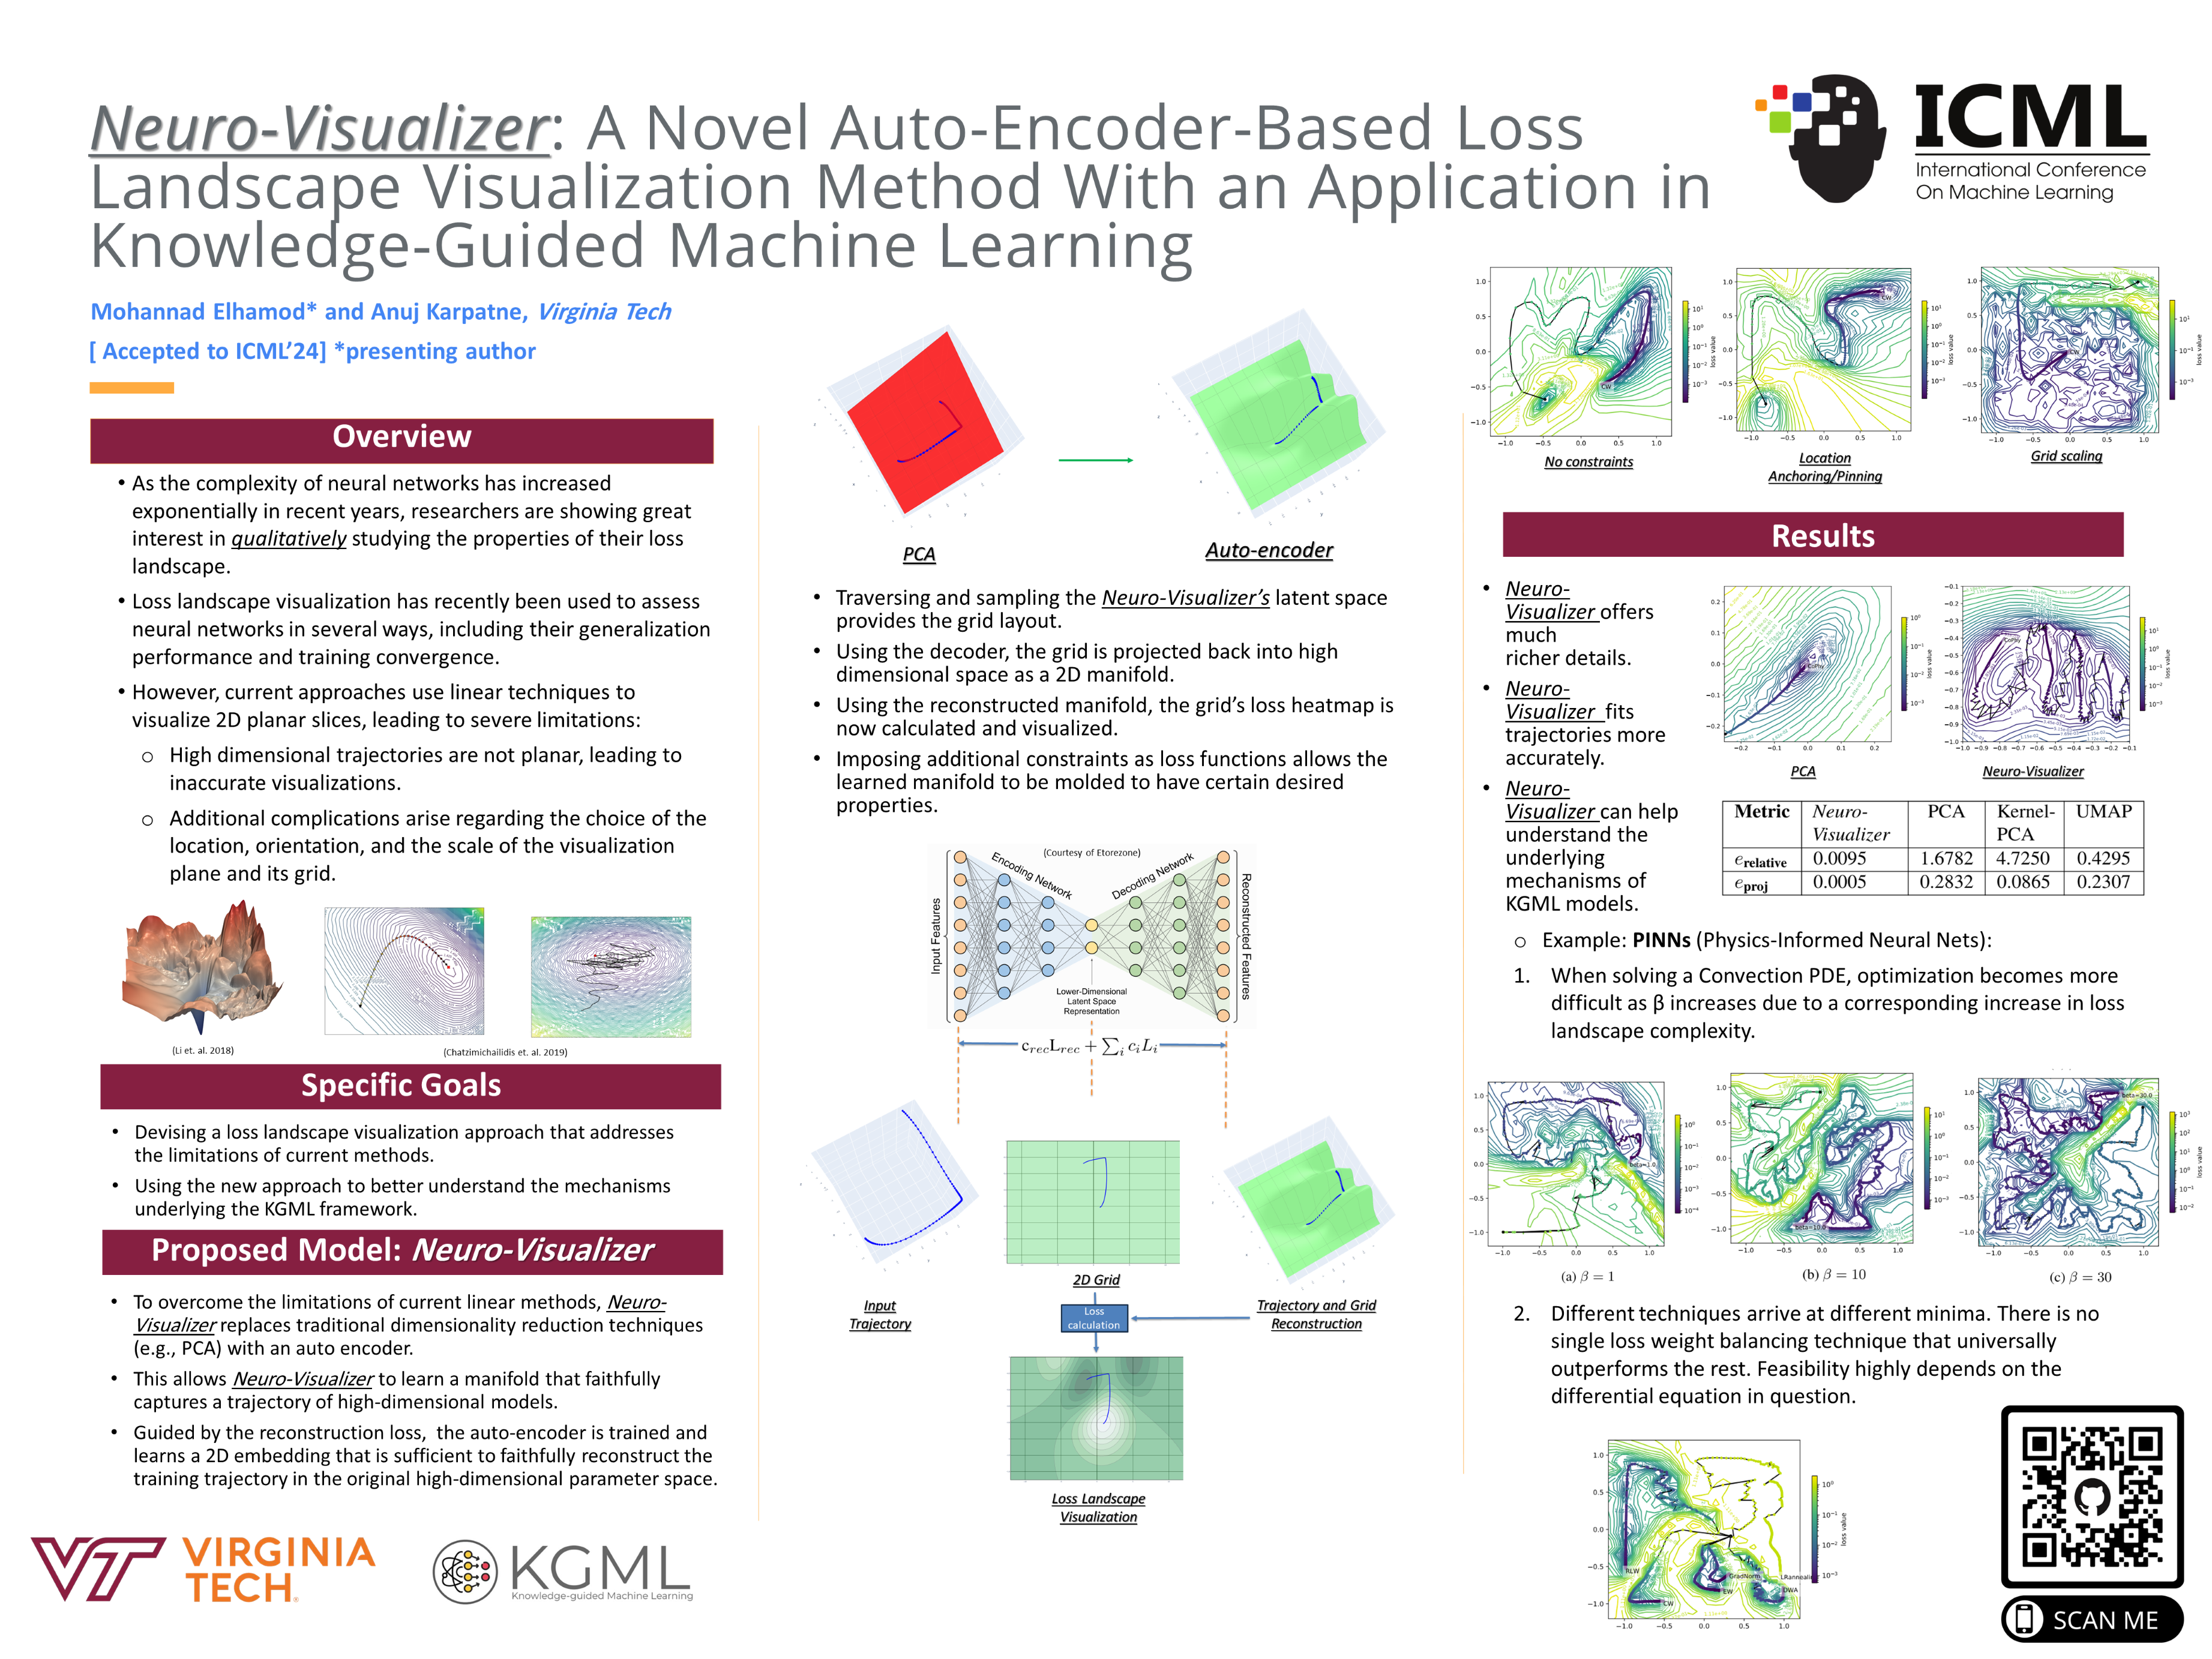 Neuro-Visualizer: A Novel Auto-Encoder-Based Loss
Landscape Visualization Method With an Application in
Knowledge-Guided Machine Learning
ICML
International Conference
On Machine Learning
Mohannad Elhamod* and Anuj Karpatne, Virginia Tech
[ Accepted to ICML'24] *presenting author
Overview
• As the complexity of neural networks has increased
exponentially in recent years, researchers are showing great
interest in qualitatively studying the properties of their loss
landscape.
• Loss landscape visualization has recently been used to assess
neural networks in several ways, including their generalization
performance and training convergence.
• However, current approaches use linear techniques to
visualize 2D planar slices, leading to severe limitations:
o High dimensional trajectories are not planar, leading to
inaccurate visualizations.
o Additional complications arise regarding the choice of the
location, orientation, and the scale of the visualization
plane and its grid.
(Li et. al. 2018)
(Chatzimichailidis et. al. 2019)
Specific Goals
• Devising a loss landscape visualization approach that addresses
the limitations of current methods.
• Using the new approach to better understand the mechanisms
underlying the KGML framework.
Proposed Model: Neuro-Visualizer
• To overcome the limitations of current linear methods, Neuro-
Visualizer replaces traditional dimensionality reduction techniques
(e.g., PCA) with an auto encoder.
• This allows Neuro-Visualizer to learn a manifold that faithfully
captures a trajectory of high-dimensional models.
• Guided by the reconstruction loss, the auto-encoder is trained and
learns a 2D embedding that is sufficient to faithfully reconstruct the
training trajectory in the original high-dimensional parameter space.
VT VIRGINIA
TECH.
KGML
Knowledge-guided Machine Learning
PCA
Auto-encoder
• Traversing and sampling the Neuro-Visualizer's latent space
provides the grid layout.
• Using the decoder, the grid is projected back into high
dimensional space as a 2D manifold.
• Using the reconstructed manifold, the grid's loss heatmap is
now calculated and visualized.
• Imposing additional constraints as loss functions allows the
learned manifold to be molded to have certain desired
properties.
(Courtesy of Etorezone)
Encoding Network
Decoding Network
Input Features
Reconstructed Features
Lower-Dimensional
Latent Space
Representation
c_rec L_rec + ∑_i c_i L_i
2D Grid
Input
Trajectory
Loss
calculation
Trajectory and Grid
Reconstruction
Loss Landscape
Visualization
No constraints
Location
Anchoring/Pinning
Grid scaling
Results
• Neuro-
Visualizer offers
much
richer details.
• Neuro-
Visualizer fits
trajectories more
accurately.
• Neuro-
Visualizer can help
understand the
underlying
mechanisms of
KGML models.
PCA
Neuro-Visualizer
Metric Neuro-Visualizer PCA Kernel-PCA UMAP
e_relative 0.0095 1.6782 4.7250 0.4295
e_proj 0.0005 0.2832 0.0865 0.2307
o Example: PINNs (Physics-Informed Neural Nets):
1. When solving a Convection PDE, optimization becomes more
difficult as β increases due to a corresponding increase in loss
landscape complexity.
beta=1.0
beta=10.0
beta=30.0
(a) β = 1
(b) β = 10
(c) β = 30
2. Different techniques arrive at different minima. There is no
single loss weight balancing technique that universally
outperforms the rest. Feasibility highly depends on the
differential equation in question.
RLW
CW
EW
GradNorm
DWA
loss value
SCAN ME